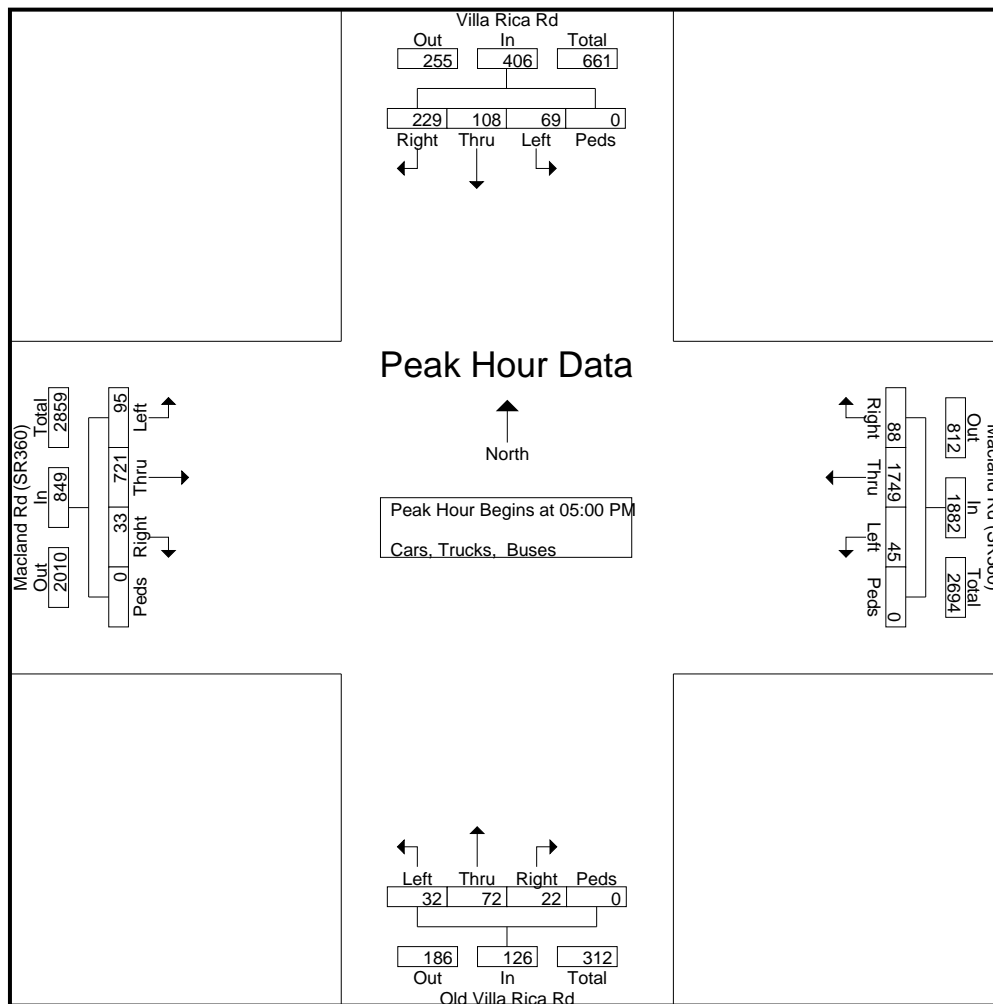 Villa Rica Rd
Out In Total
255 406 661
229 108 69 0
Right Thru Left Peds
Peak Hour Data
North
Peak Hour Begins at 05:00 PM
Cars, Trucks, Buses
Macland Rd (SR360)
Total In Out
2859 849 2010
95 721 33 0
Left Thru Right Peds
Macland Rd (SR360)
Out In Total
812 1882 2694
88 1749 45 0
Right Thru Left Peds
Left Thru Right Peds
32 72 22 0
186 126 312
Out In Total
Old Villa Rica Rd